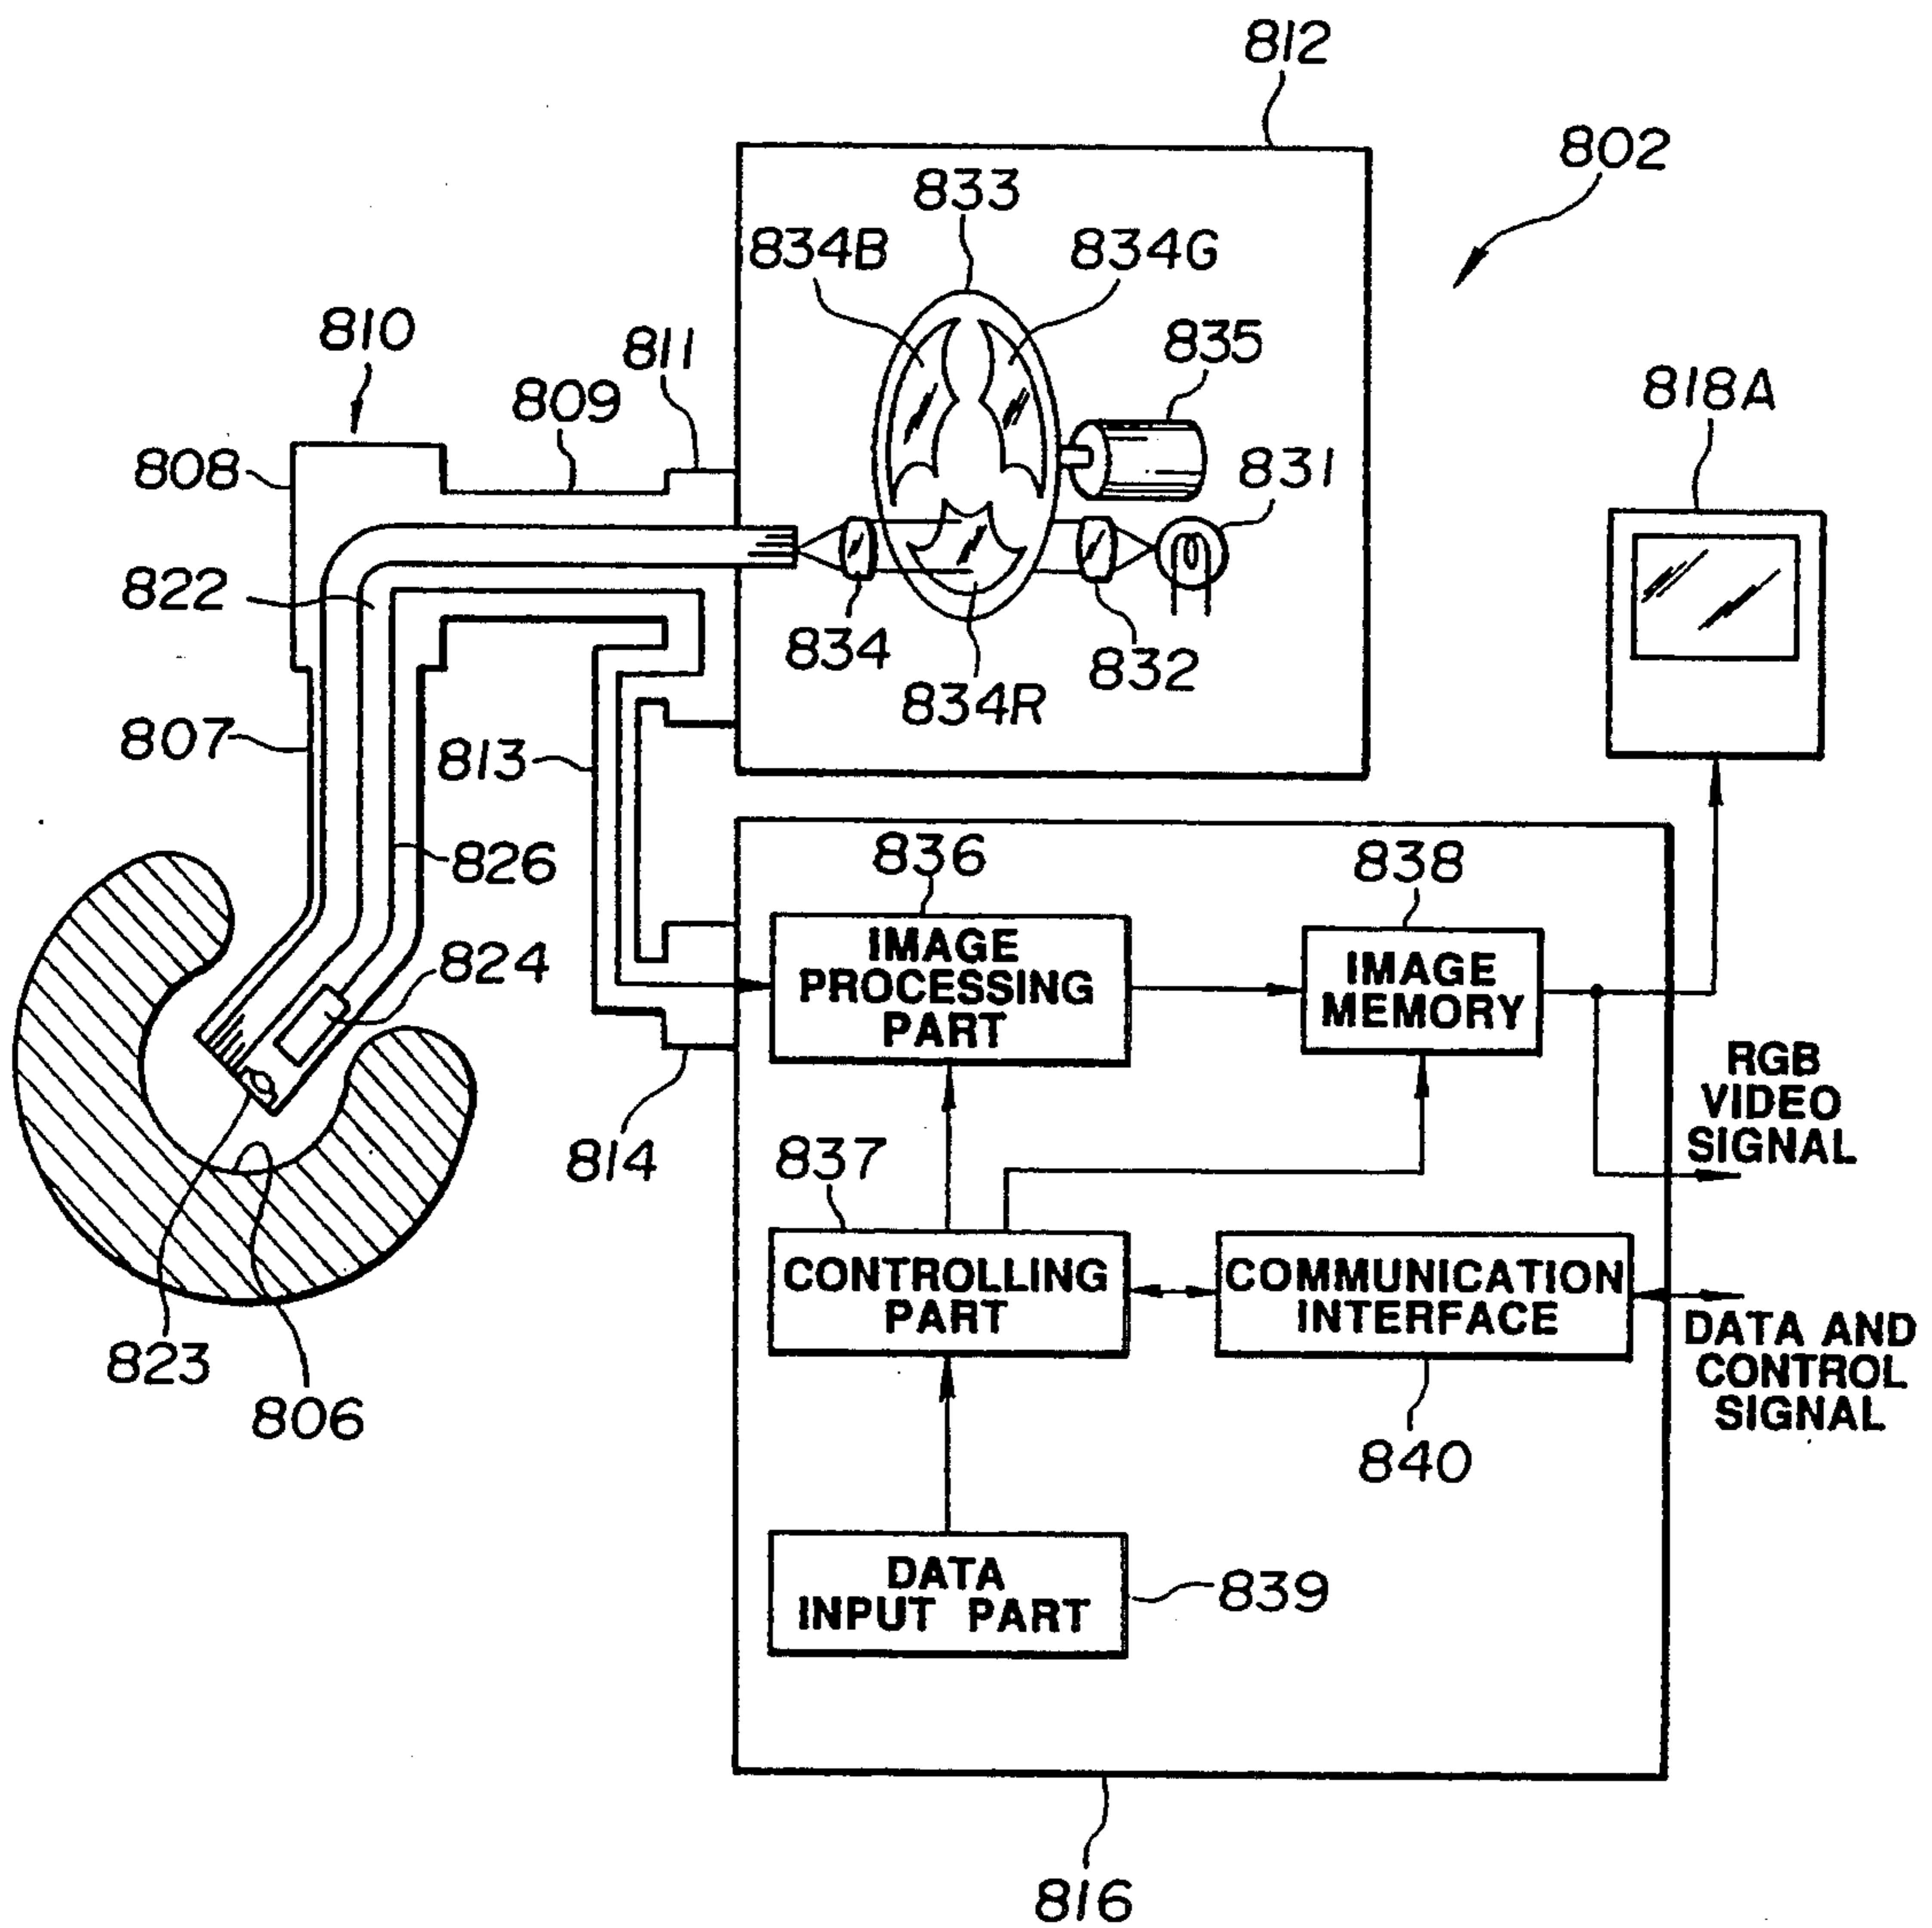 812
802
833
834B
834G
810
811
835
809
818A
808
831
822
834
832
834R
807
813
826
836
838
824
IMAGE
PROCESSING
PART
IMAGE
MEMORY
RGB
VIDEO
SIGNAL
814
837
CONTROLLING
PART
COMMUNICATION
INTERFACE
DATA AND
CONTROL
SIGNAL
823
806
840
DATA
INPUT PART
839
816